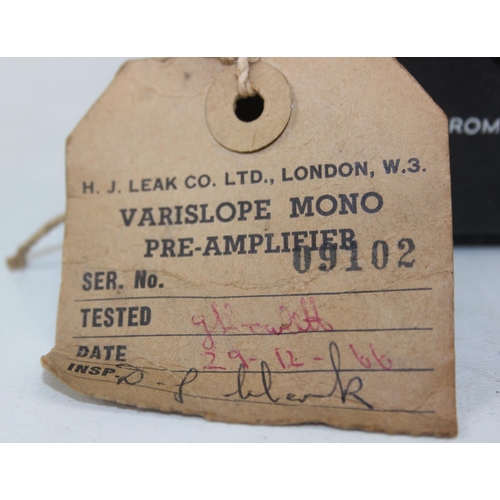 ROM
H. J. LEAK CO. LTD., LONDON, W.3.
VARISLOPE MONO
PRE-AMPLIFIER
SER. No. 09102
TESTED
DATE 29-12-66
INSP.